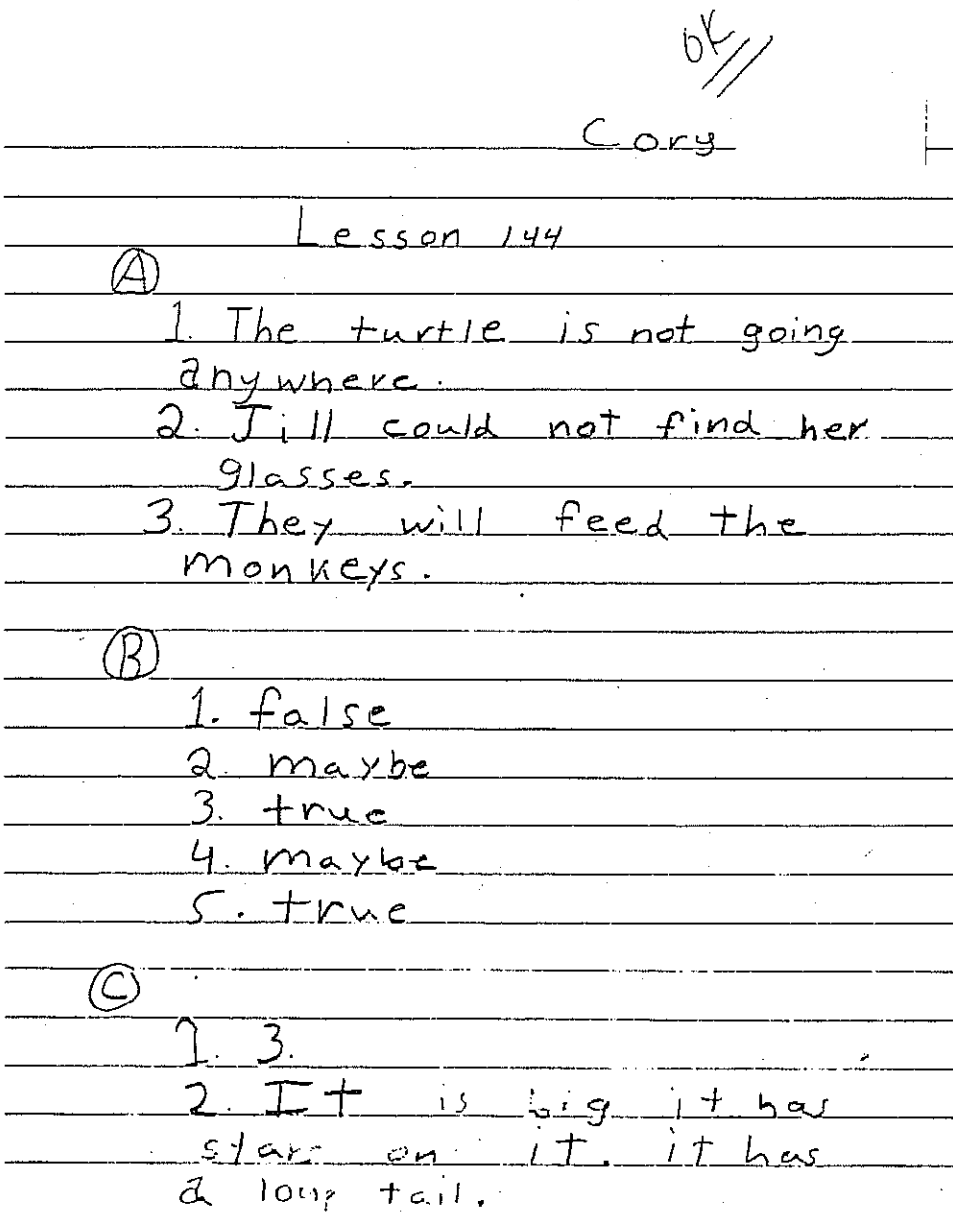 OK
Cory
Lesson 144
A
1. The turtle is not going
anywhere.
2. Jill could not find her
glasses.
3. They will feed the
monkeys.
B
1. false
2. maybe
3. true
4. maybe
5. true
C
1. 3.
2. It is big it has
stars on it. it has
a long tail.